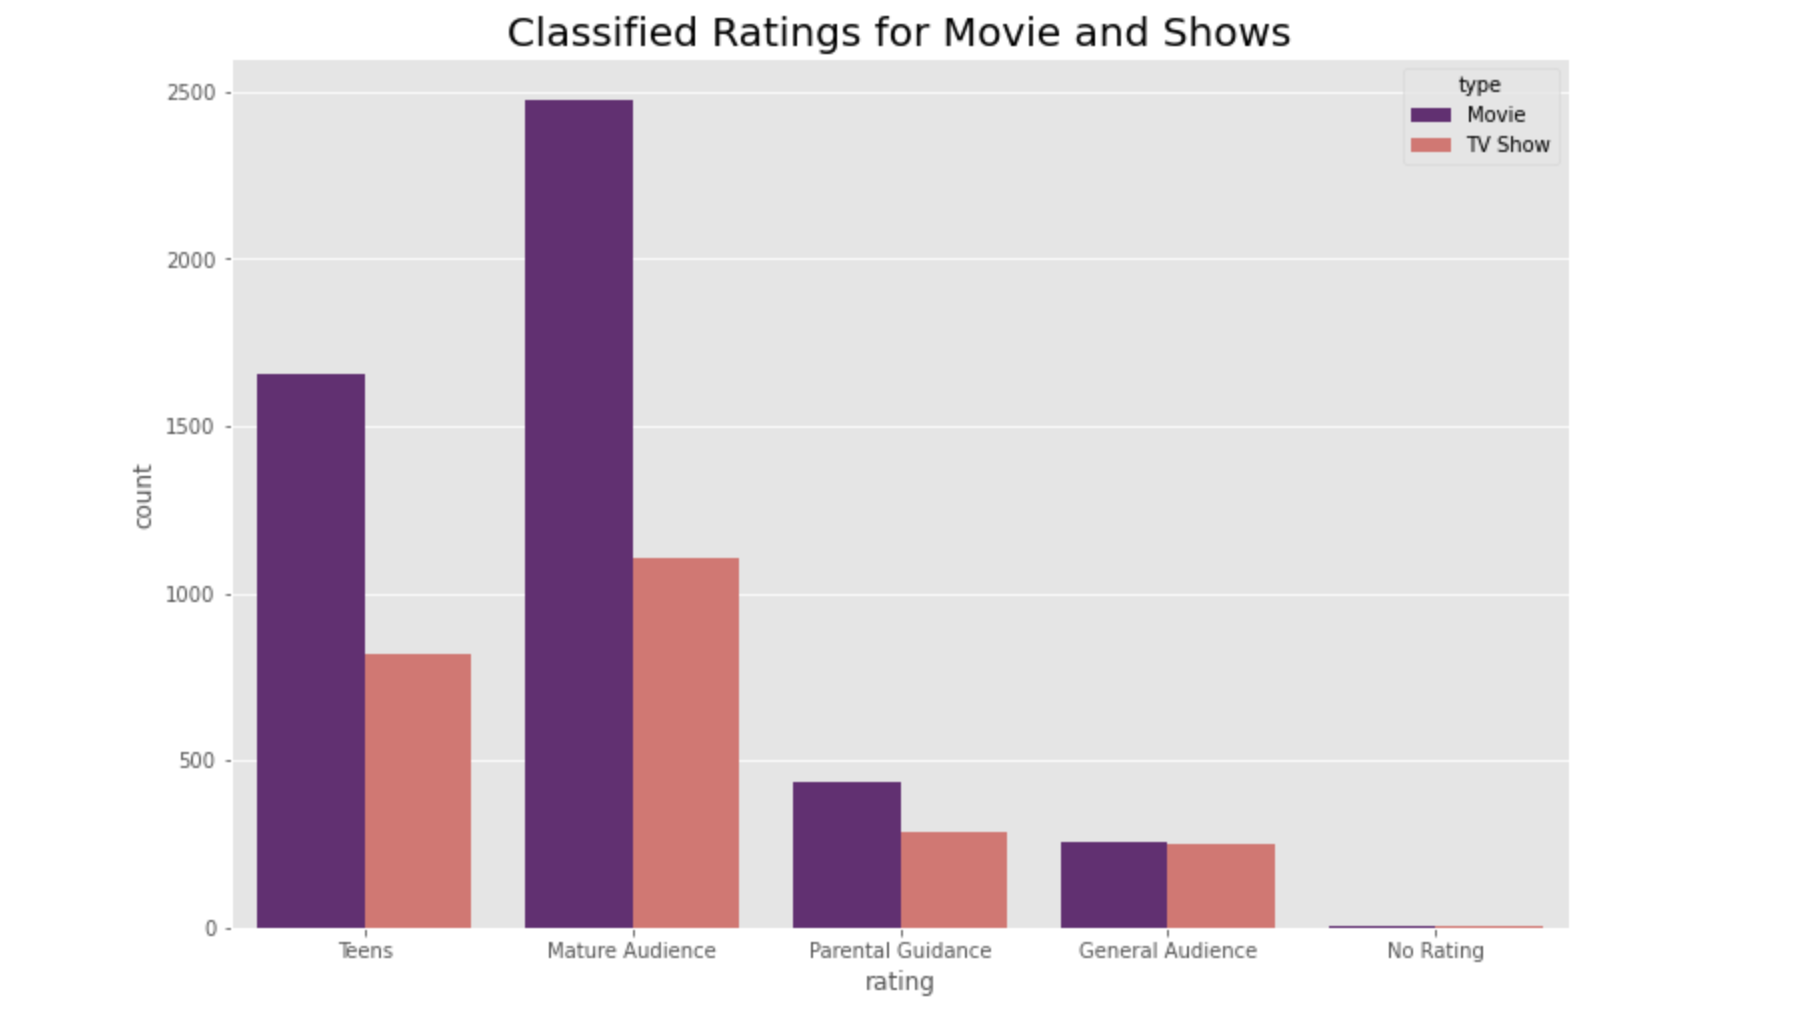 Classified Ratings for Movie and Shows
type
Movie
TV Show
2500
2000
1500
1000
500
0
count
Teens
Mature Audience
Parental Guidance
General Audience
No Rating
rating